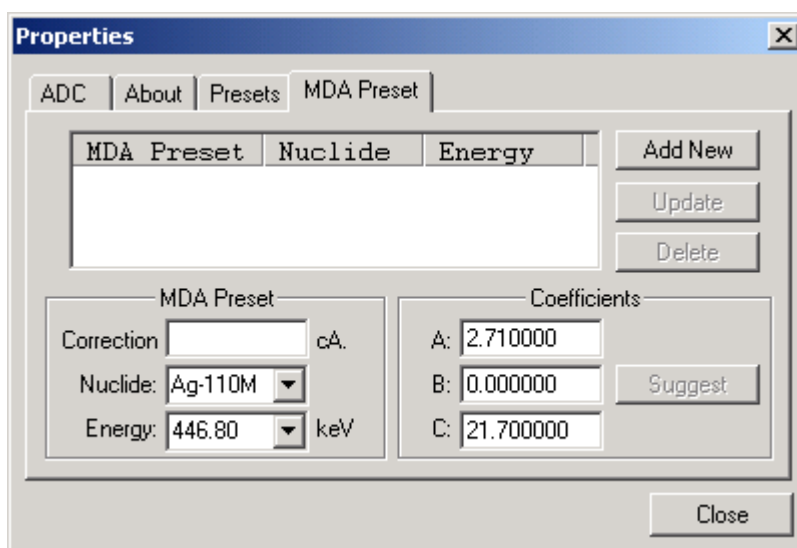 Properties
ADC About Presets MDA Preset
MDA Preset Nuclide Energy
Add New
Update
Delete
MDA Preset
Correction cA.
Nuclide: Ag-110M
Energy: 446.80 keV
Coefficients
A: 2.710000
B: 0.000000
C: 21.700000
Suggest
Close